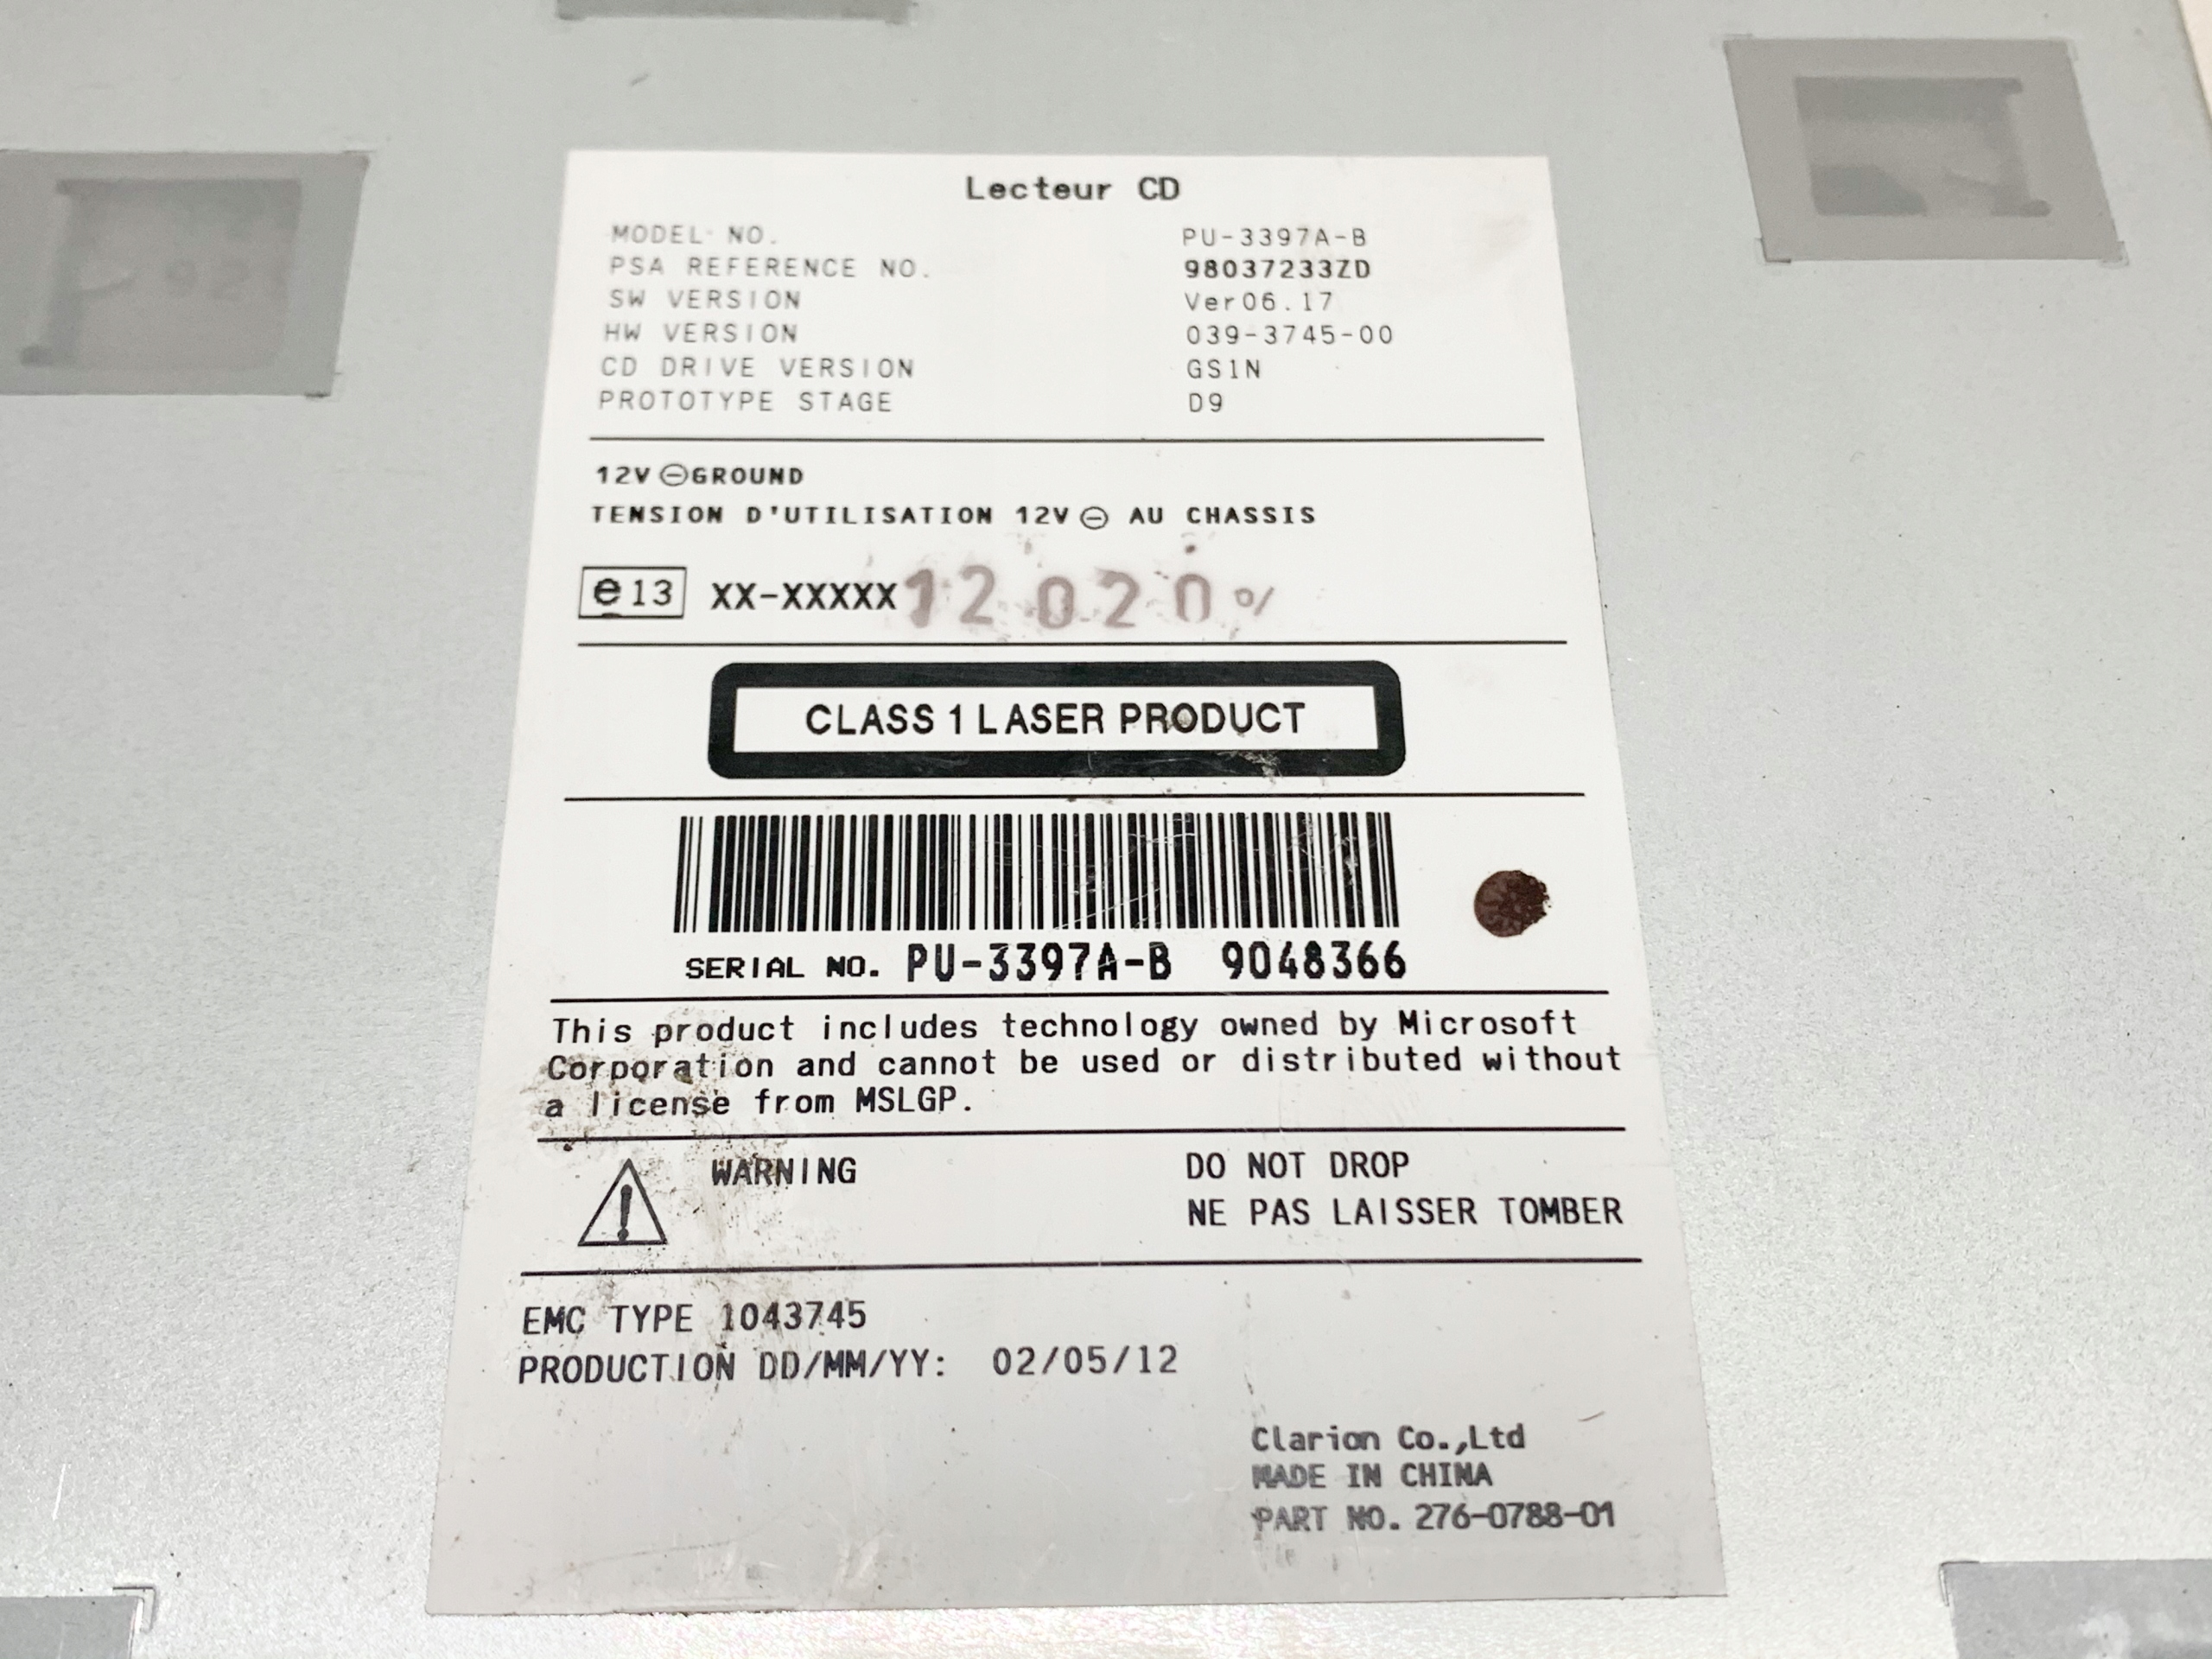 Lecteur CD
MODEL NO. PU-3397A-B
PSA REFERENCE NO. 98037233ZD
SW VERSION Ver06.17
HW VERSION 039-3745-00
CD DRIVE VERSION GS1N
PROTOTYPE STAGE D9
12V ⊖GROUND
TENSION D'UTILISATION 12V ⊖ AU CHASSIS
e13 XX-XXXXX 12 020 %
CLASS 1 LASER PRODUCT
SERIAL NO. PU-3397A-B 9048366
This product includes technology owned by Microsoft
Corporation and cannot be used or distributed without
a license from MSLGP.
WARNING DO NOT DROP
NE PAS LAISSER TOMBER
EMC TYPE 1043745
PRODUCTION DD/MM/YY: 02/05/12
Clarion Co.,Ltd
MADE IN CHINA
PART NO. 276-0788-01